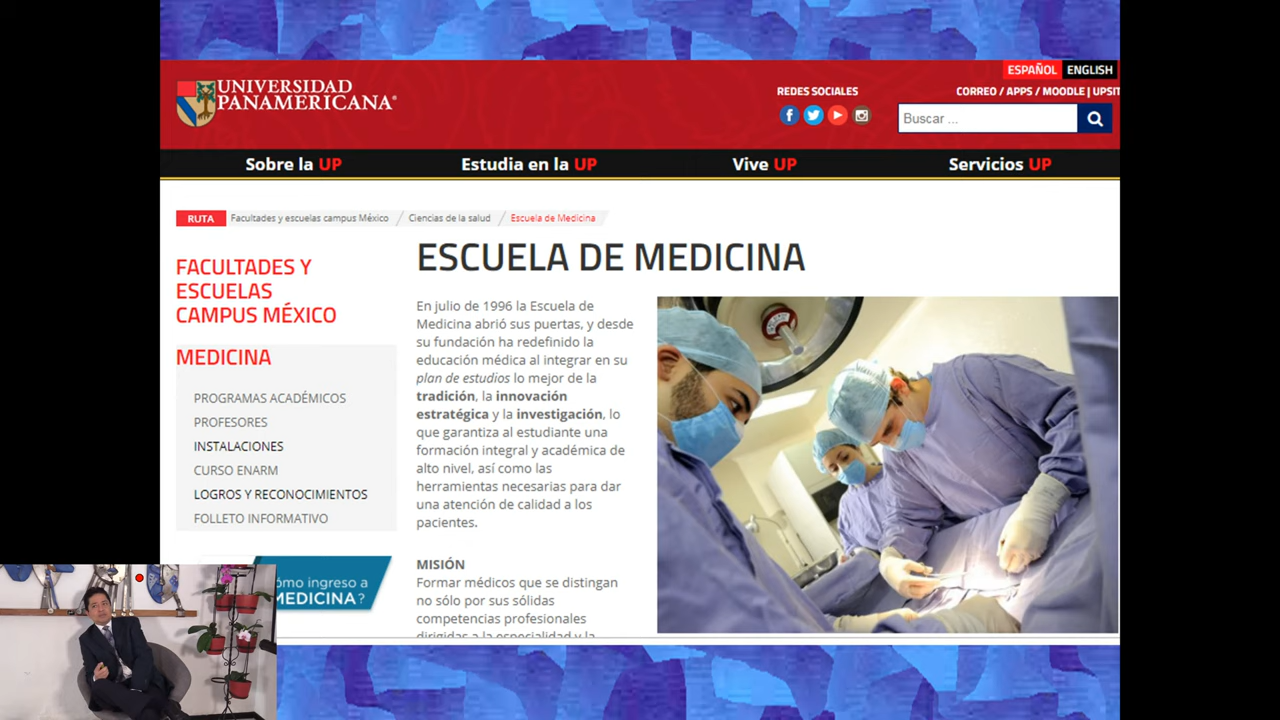 ESPAÑOL ENGLISH
UNIVERSIDAD
PANAMERICANA®
REDES SOCIALES
CORREO / APPS / MOODLE | UPSIT
Buscar ...
Sobre la UP
Estudia en la UP
Vive UP
Servicios UP
RUTA Facultades y escuelas campus México / Ciencias de la salud / Escuela de Medicina
FACULTADES Y
ESCUELAS
CAMPUS MÉXICO
MEDICINA
PROGRAMAS ACADÉMICOS
PROFESORES
INSTALACIONES
CURSO ENARM
LOGROS Y RECONOCIMIENTOS
FOLLETO INFORMATIVO
ómo ingreso a
MEDICINA?
ESCUELA DE MEDICINA
En julio de 1996 la Escuela de
Medicina abrió sus puertas, y desde
su fundación ha redefinido la
educación médica al integrar en su
plan de estudios lo mejor de la
tradición, la innovación
estratégica y la investigación, lo
que garantiza al estudiante una
formación integral y académica de
alto nivel, así como las
herramientas necesarias para dar
una atención de calidad a los
pacientes.
MISIÓN
Formar médicos que se distingan
no sólo por sus sólidas
competencias profesionales
dirigidas a la especialidad y la